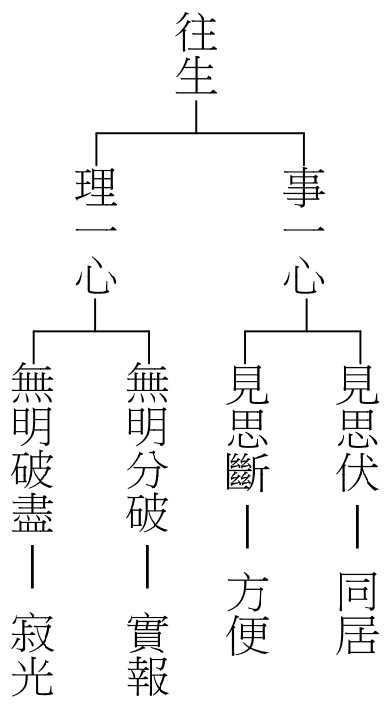 往生
事一心
理一心
見思伏
同居
見思斷
方便
無明分破
實報
無明破盡
寂光